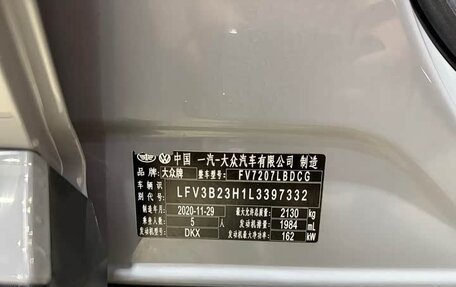 中国 一汽-大众汽车有限公司 制造
品牌: 大众牌 整车型号: FV7207LBDCG
车辆识别代号: LFV3B23H1L3397332
制造年月 2020-11-29 最大允许总质量 2130 kg
乘坐人数 5 人 发动机排量 1984 mL
发动机型号 DKX 发动机最大净功率 162 kW